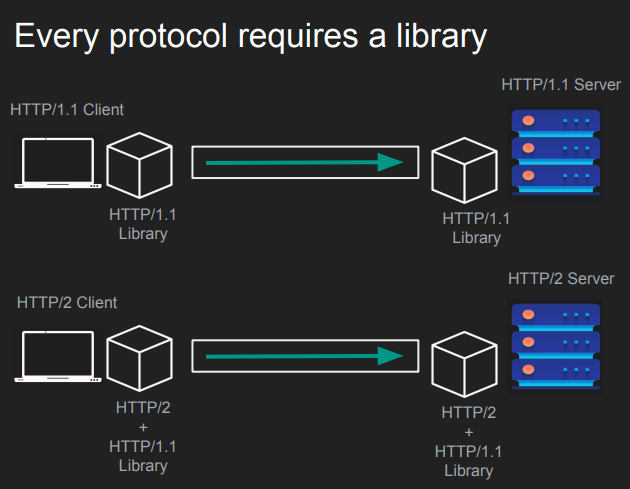 Every protocol requires a library
HTTP/1.1 Server
HTTP/1.1 Client
HTTP/1.1
Library
HTTP/1.1
Library
HTTP/2 Server
HTTP/2 Client
HTTP/2
+
HTTP/1.1
Library
HTTP/2
+
HTTP/1.1
Library